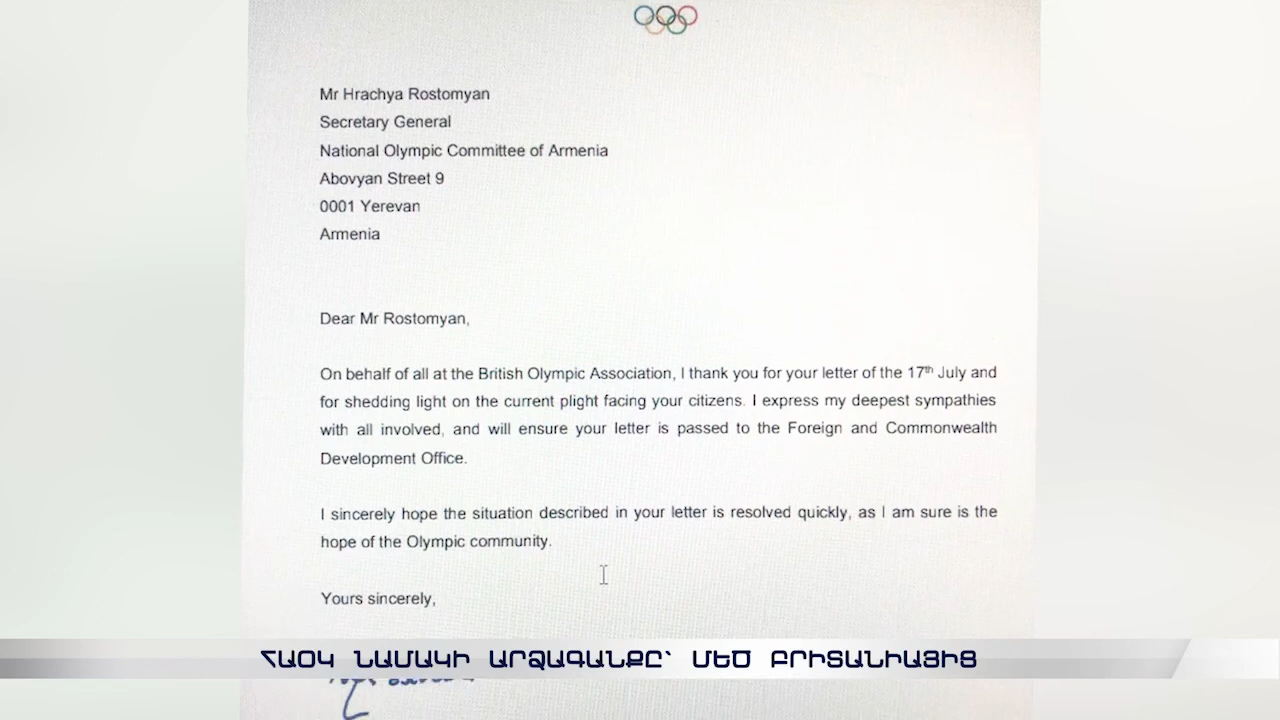 Mr Hrachya Rostomyan
Secretary General
National Olympic Committee of Armenia
Abovyan Street 9
0001 Yerevan
Armenia
Dear Mr Rostomyan,
On behalf of all at the British Olympic Association, I thank you for your letter of the 17th July and
for shedding light on the current plight facing your citizens. I express my deepest sympathies
with all involved, and will ensure your letter is passed to the Foreign and Commonwealth
Development Office.
I sincerely hope the situation described in your letter is resolved quickly, as I am sure is the
hope of the Olympic community.
Yours sincerely,
ՀԱՕԿ ՆԱՄԱԿԻ ԱՐՁԱԳԱՆՔԸ՝ ՄԵԾ ԲՐԻՏԱՆԻԱՅԻՑ